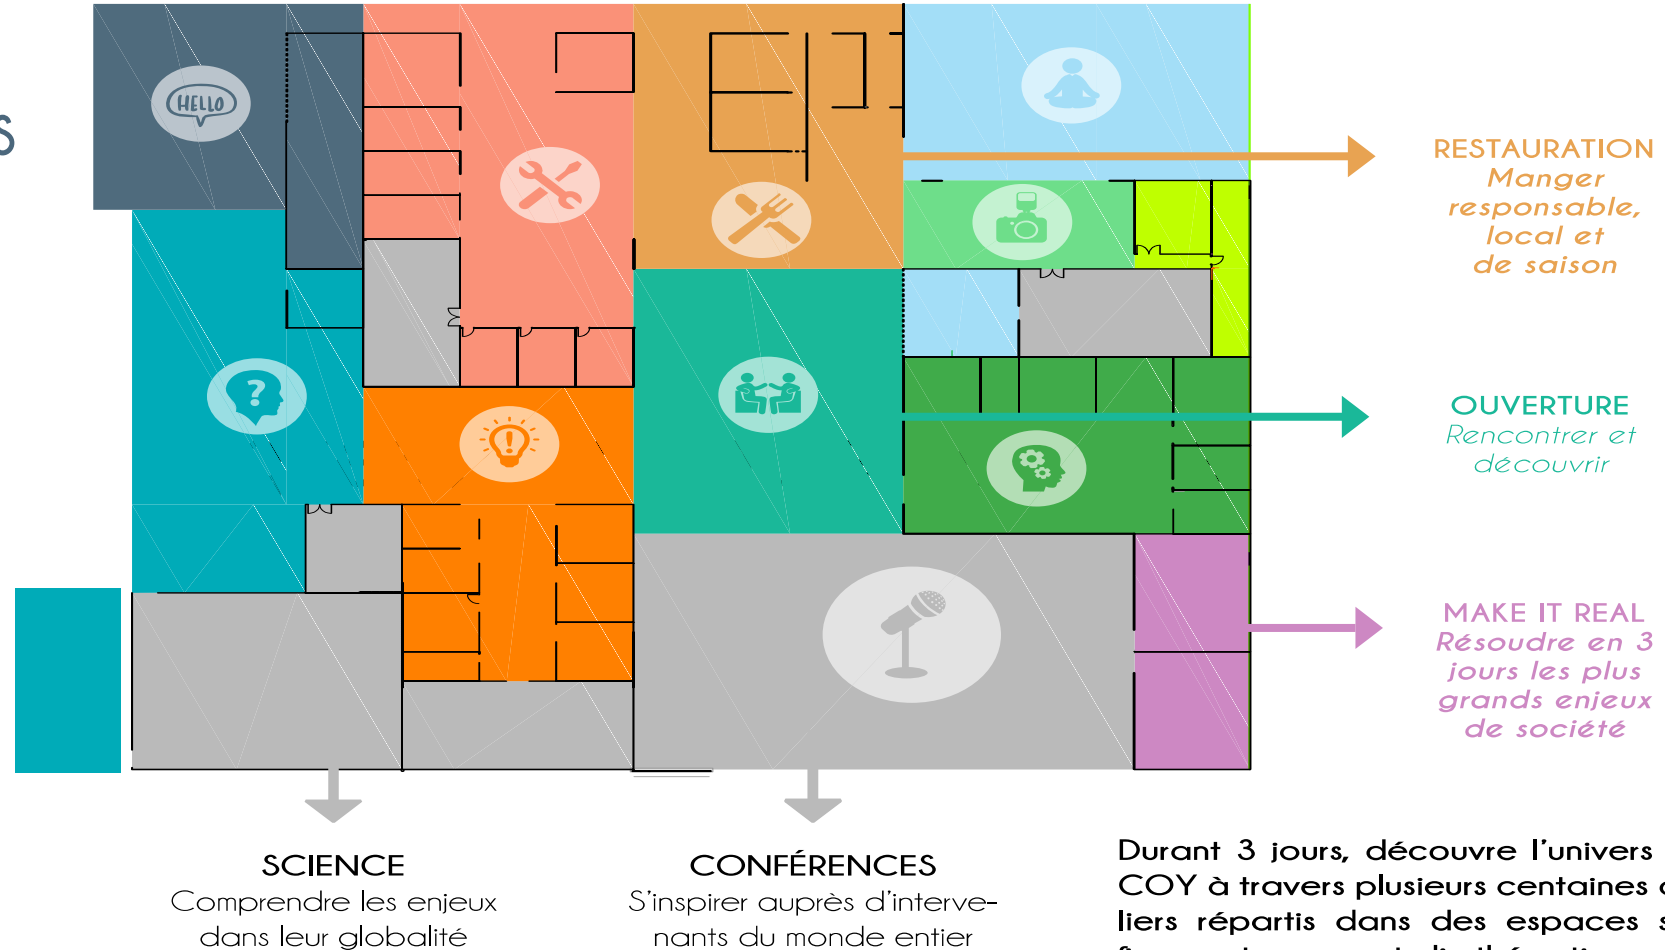 S
HELLO
?
!
RESTAURATION
Manger
responsable,
local et
de saison
OUVERTURE
Rencontrer et
découvrir
MAKE IT REAL
Résoudre en 3
jours les plus
grands enjeux
de société
SCIENCE
Comprendre les enjeux
dans leur globalité
CONFÉRENCES
S'inspirer auprès d'interve-
nants du monde entier
Durant 3 jours, découvre l'univers
COY à travers plusieurs centaines
liers répartis dans des espaces